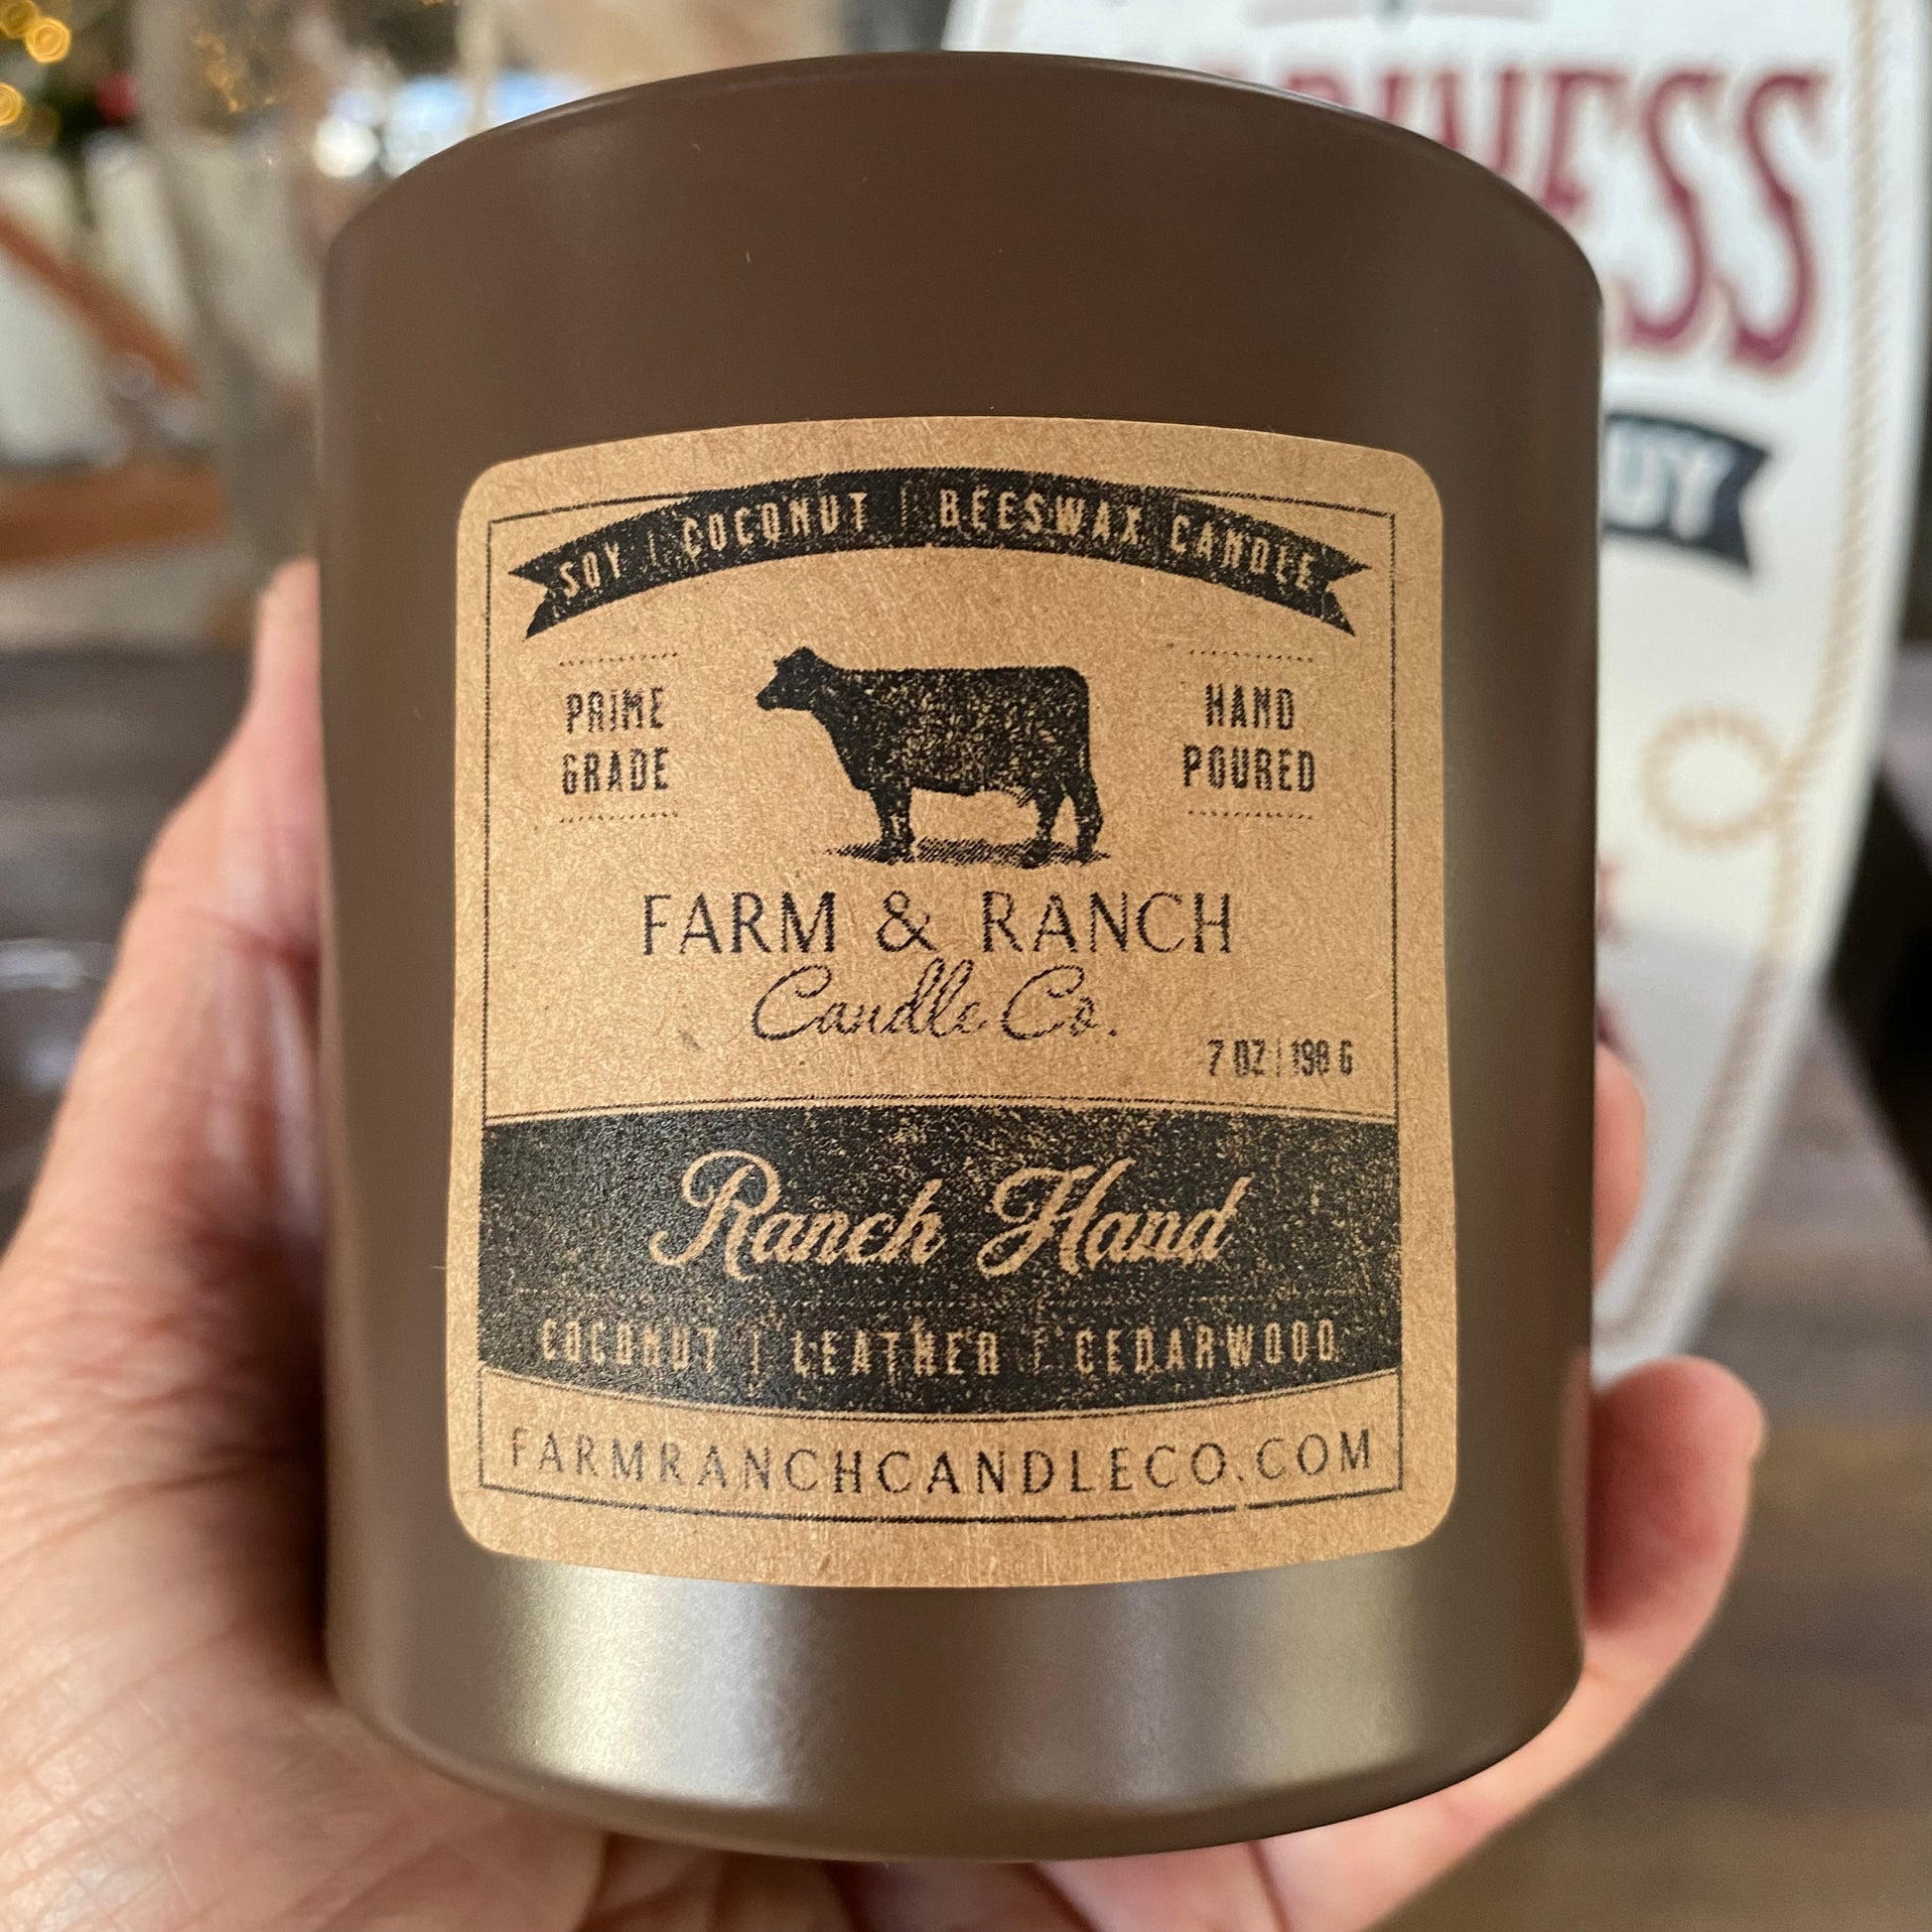 SOY | COCONUT | BEESWAX CANDLE
PRIME
GRADE
HAND
POURED
FARM & RANCH
Candle Co.
7 OZ | 198 G
Ranch Hand
COCONUT | LEATHER | CEDARWOOD
FARMRANCHCANDLECO.COM